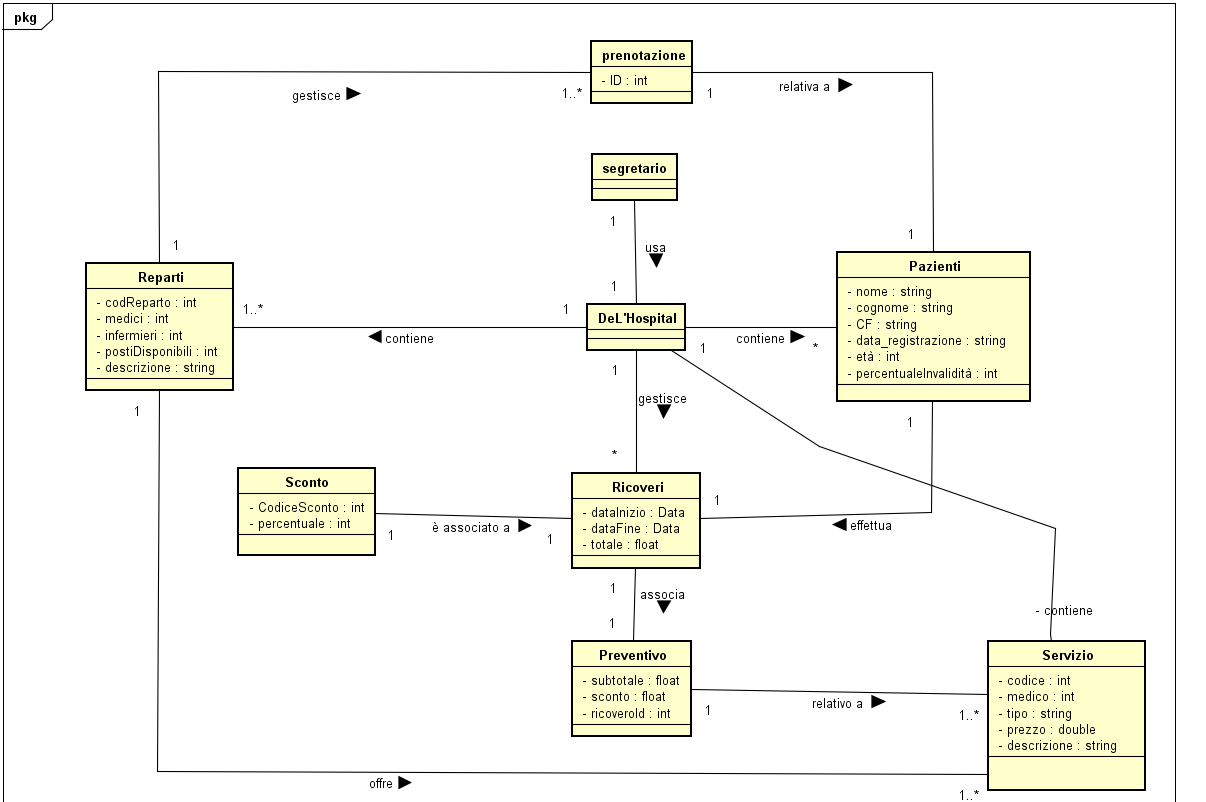 pkg
prenotazione
- ID : int
gestisce
1..*
1
relativa a
segretario
1
usa
1
1
1
Reparti
- codReparto : int
- medici : int
- infermieri : int
- postiDisponibili : int
- descrizione : string
1..*
1
contiene
DeL'Hospital
1
contiene
*
Pazienti
- nome : string
- cognome : string
- CF : string
- data_registrazione : string
- età : int
- percentualeInvalidità : int
1
1
gestisce
*
1
Sconto
- CodiceSconto : int
- percentuale : int
1
è associato a
1
Ricoveri
- dataInizio : Data
- dataFine : Data
- totale : float
1
effettua
1
associa
1
- contiene
Preventivo
- subtotale : float
- sconto : float
- ricoveroId : int
1
relativo a
1..*
Servizio
- codice : int
- medico : int
- tipo : string
- prezzo : double
- descrizione : string
offre
1..*